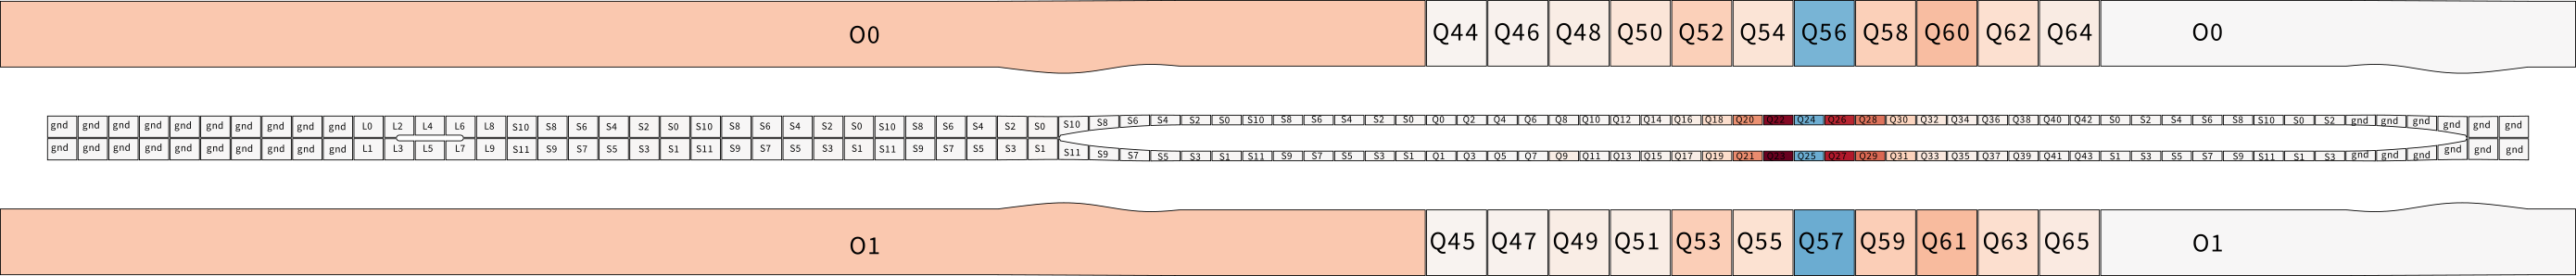 O0 Q44 Q46 Q48 Q50 Q52 Q54 Q56 Q58 Q60 Q62 Q64 O0
gnd gnd gnd gnd gnd gnd gnd gnd gnd gnd L0 L2 L4 L6 L8 S10 S8 S6 S4 S2 S0 S10 S8 S6 S4 S2 S0 S10 S8 S6 S4 S2 S0 S10 S8 S6 S4 S2 S0 S10 S8 S6 S4 S2 S0 Q0 Q2 Q4 Q6 Q8 Q10 Q12 Q14 Q16 Q18 Q20 Q22 Q24 Q26 Q28 Q30 Q32 Q34 Q36 Q38 Q40 Q42 S0 S2 S4 S6 S8 S10 S0 S2 gnd gnd gnd gnd gnd gnd
gnd gnd gnd gnd gnd gnd gnd gnd gnd gnd L1 L3 L5 L7 L9 S11 S9 S7 S5 S3 S1 S11 S9 S7 S5 S3 S1 S11 S9 S7 S5 S3 S1 S11 S9 S7 S5 S3 S1 S11 S9 S7 S5 S3 S1 Q1 Q3 Q5 Q7 Q9 Q11 Q13 Q15 Q17 Q19 Q21 Q23 Q25 Q27 Q29 Q31 Q33 Q35 Q37 Q39 Q41 Q43 S1 S3 S5 S7 S9 S11 S1 S3 gnd gnd gnd gnd gnd gnd
O1 Q45 Q47 Q49 Q51 Q53 Q55 Q57 Q59 Q61 Q63 Q65 O1